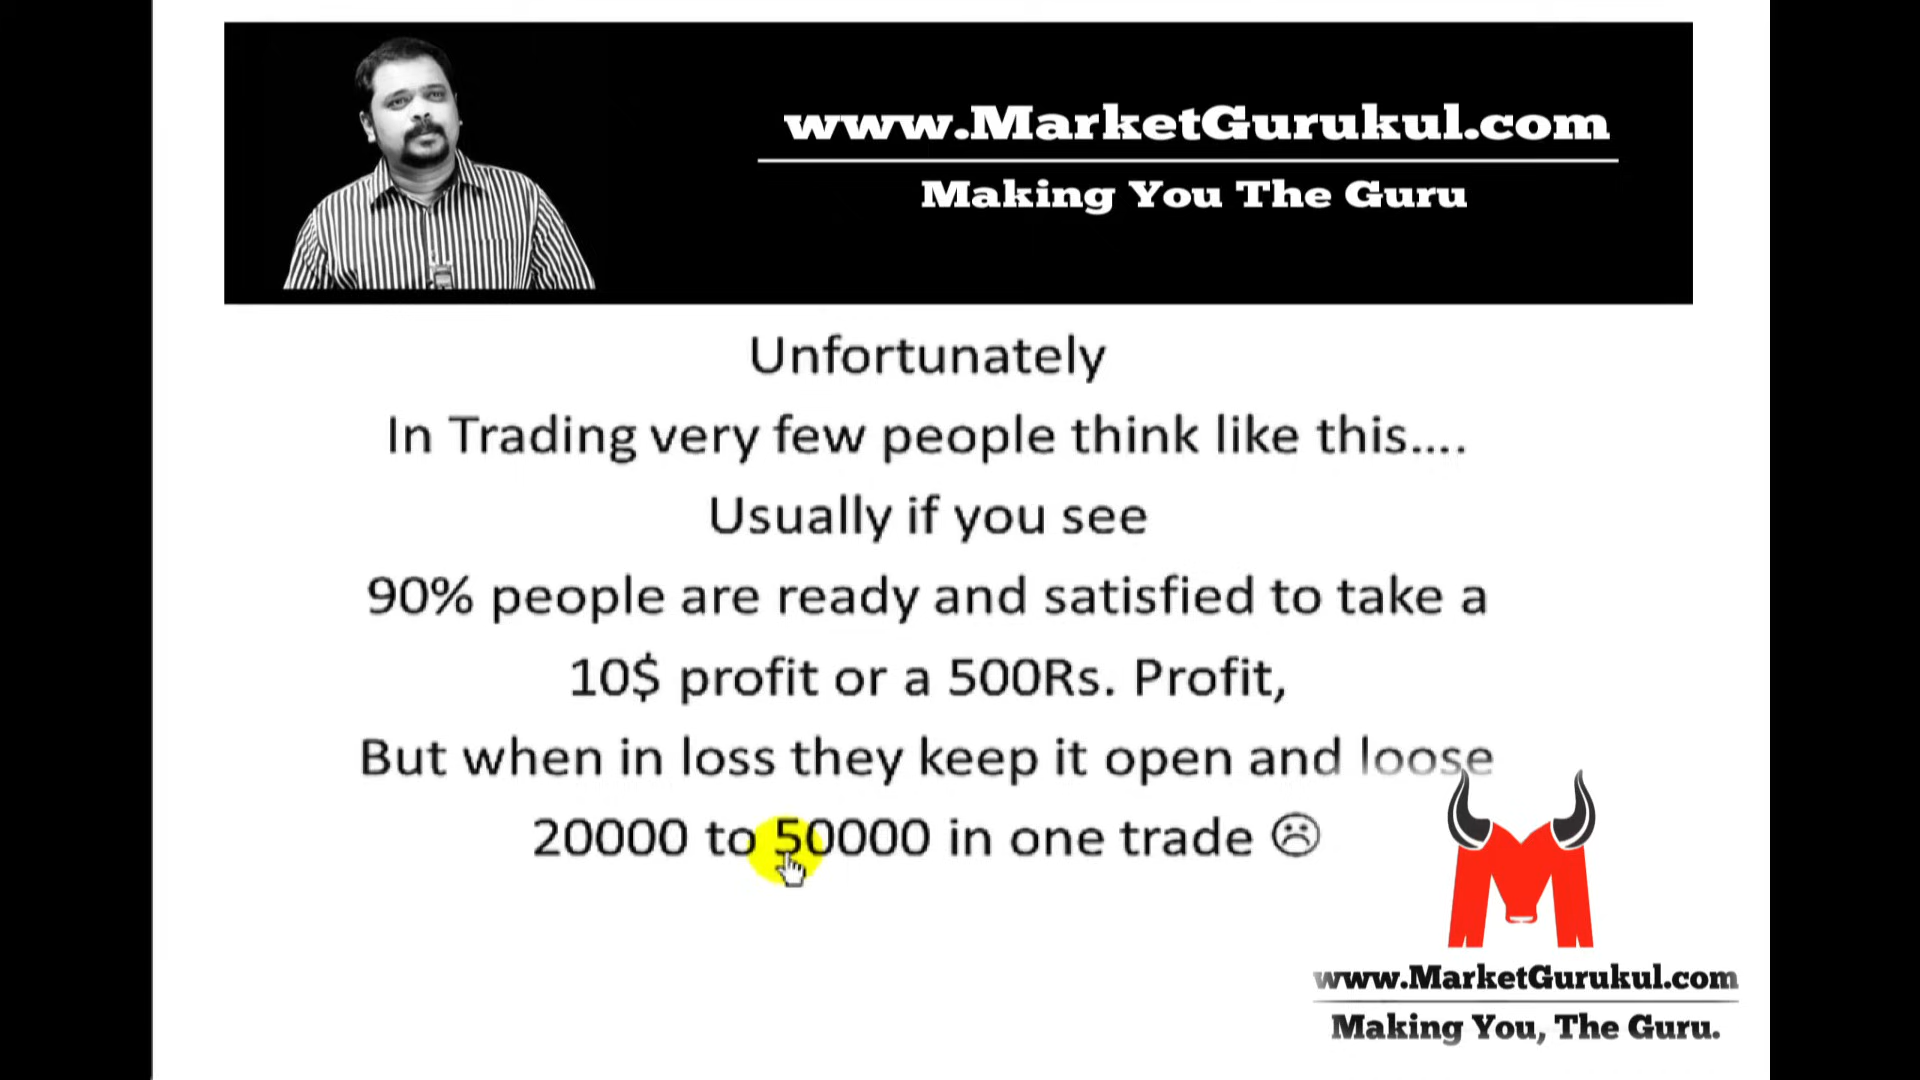 www.MarketGurukul.com
Making You The Guru
Unfortunately
In Trading very few people think like this....
Usually if you see
90% people are ready and satisfied to take a
10$ profit or a 500Rs. Profit,
But when in loss they keep it open and loose
20000 to 50000 in one trade ☹
www.MarketGurukul.com
Making You, The Guru.